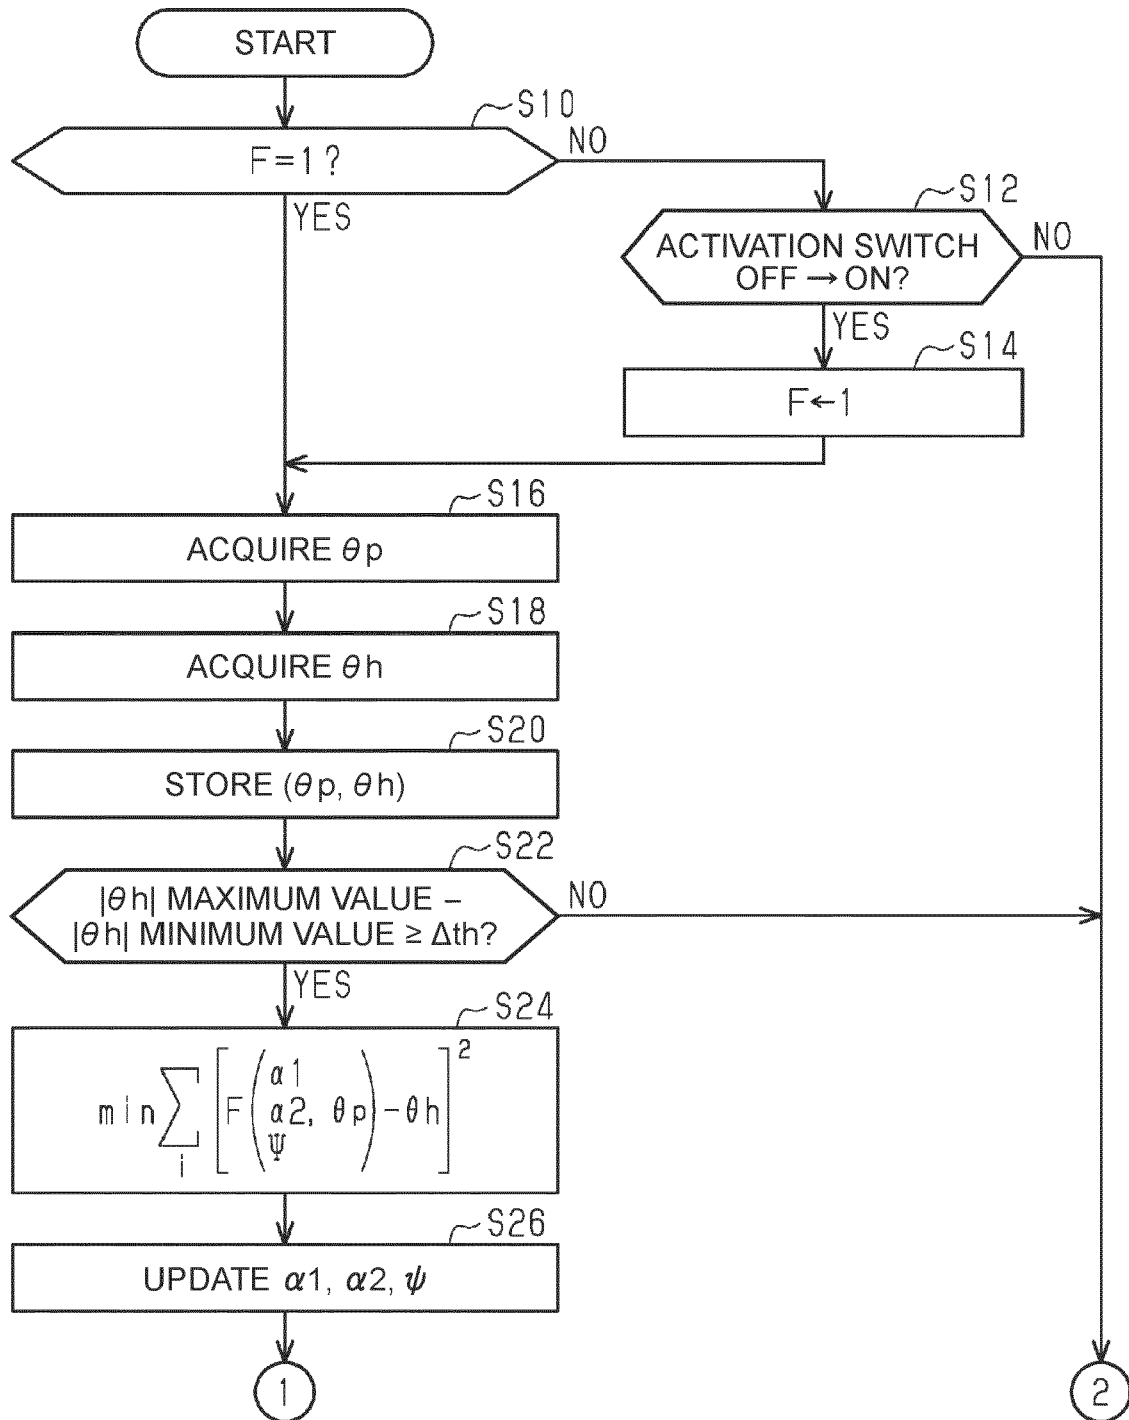 START
S10
F=1?
NO
YES
S12
ACTIVATION SWITCH
OFF→ON?
NO
YES
S14
F←1
S16
ACQUIRE θp
S18
ACQUIRE θh
S20
STORE (θp, θh)
S22
|θh| MAXIMUM VALUE –
|θh| MINIMUM VALUE ≥ Δth?
NO
YES
S24
min∑i [F(α1 α2, Ψ θp)-θh]2
S26
UPDATE α1, α2, ψ
1
2